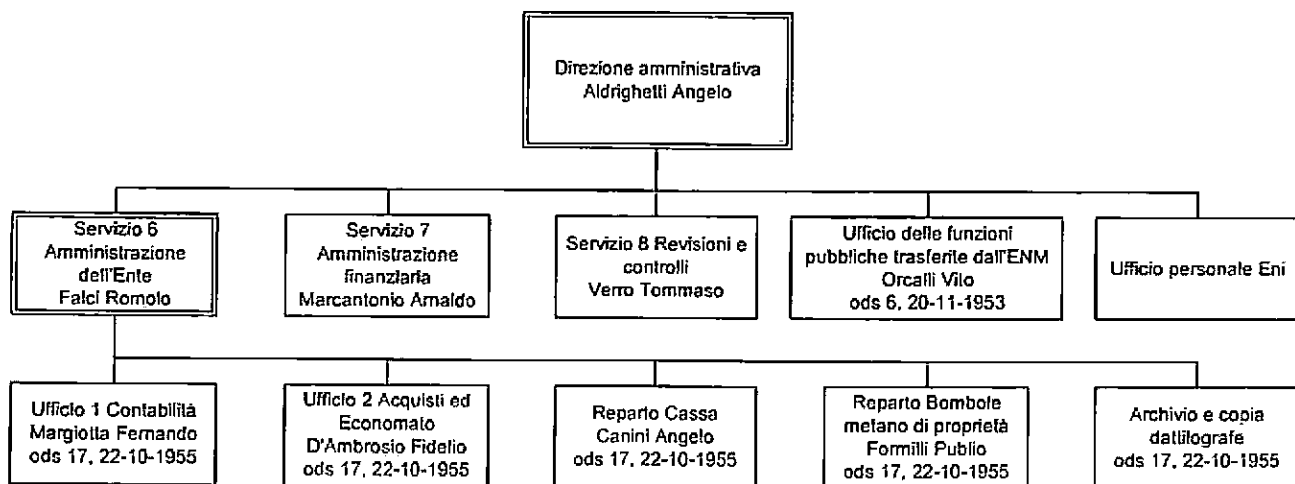 Direzione amministrativa
Aldrighetti Angelo
Servizio 6
Amministrazione
dell'Ente
Falci Romolo
Servizio 7
Amministrazione
finanziaria
Marcantonio Arnaldo
Servizio 8 Revisioni e
controlli
Verro Tommaso
Ufficio delle funzioni
pubbliche trasferite dall'ENM
Orcalli Vito
ods 6, 20-11-1953
Ufficio personale Eni
Ufficio 1 Contabilità
Margiotta Fernando
ods 17, 22-10-1955
Ufficio 2 Acquisti ed
Economato
D'Ambrosio Fidelio
ods 17, 22-10-1955
Reparto Cassa
Canini Angelo
ods 17, 22-10-1955
Reparto Bombole
metano di proprietà
Formilli Publio
ods 17, 22-10-1955
Archivio e copia
dattilografe
ods 17, 22-10-1955